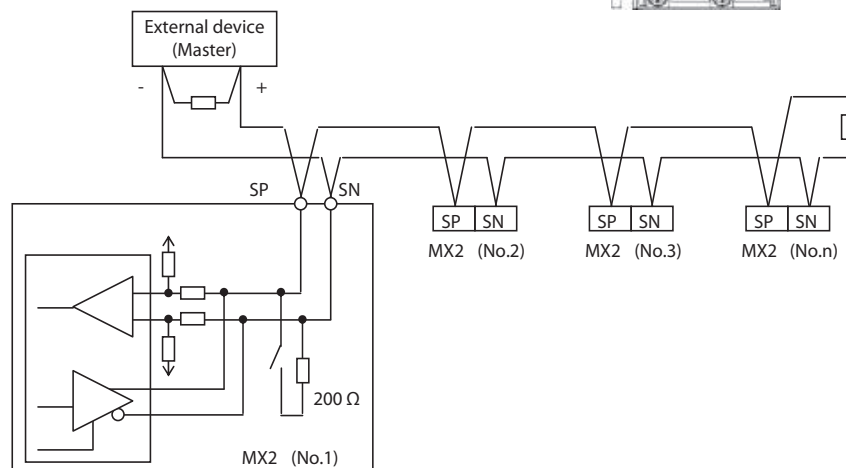 External device
(Master)
- +
SP SN
SP SN
MX2 (No.2)
SP SN
MX2 (No.3)
SP SN
MX2 (No.n)
200 Ω
MX2 (No.1)